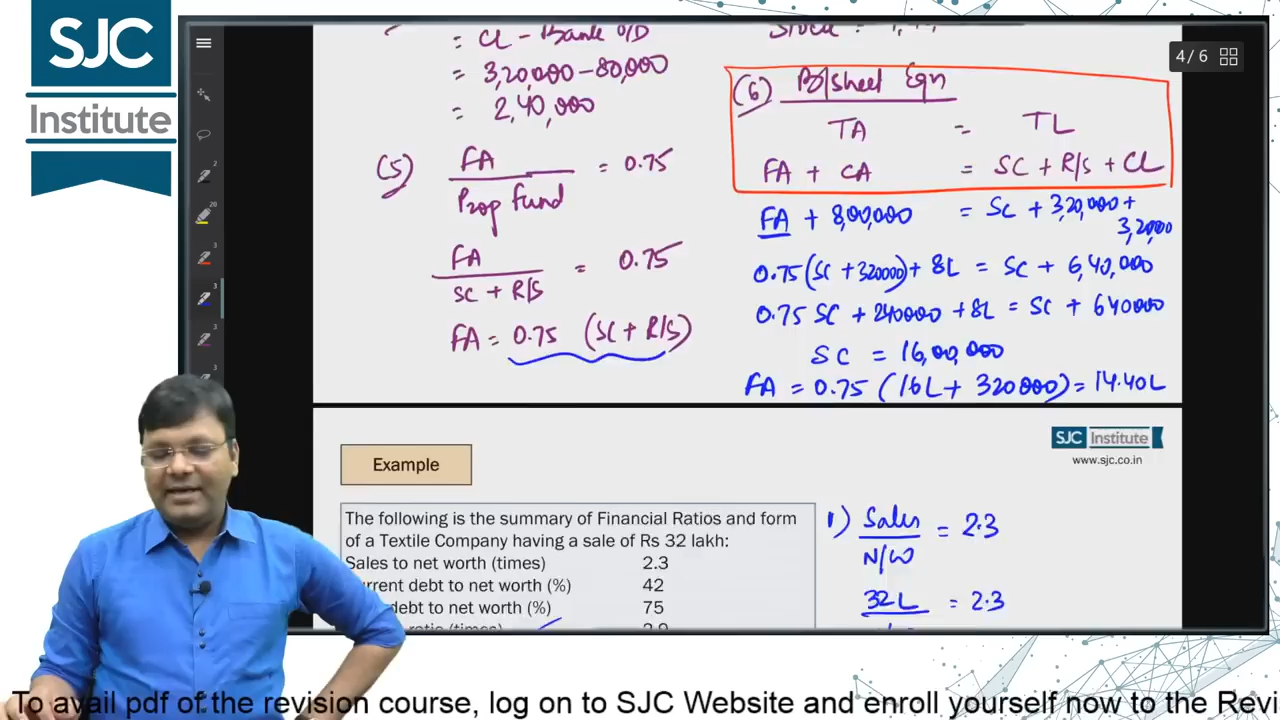 SJC
Institute
= CL - Bank O/D
= 3,20,000 - 80,000
= 2,40,000
(5) FA / Prop Fund = 0.75
FA / SC + R/S = 0.75
FA = 0.75 (SC + R/S)
4/6
(6) B/sheet Eqn
TA = TL
FA + CA = SC + R/S + CL
FA + 8,00,000 = SC + 3,20,000 +
3,20,000
0.75 (SC + 320000) + 8L = SC + 6,40,000
0.75 SC + 240000 + 8L = SC + 640000
SC = 16,00,000
FA = 0.75 (16L + 320000) = 14.40L
SJC Institute
www.sjc.co.in
Example
The following is the summary of Financial Ratios and form
of a Textile Company having a sale of Rs 32 lakh:
Sales to net worth (times) 2.3
urrent debt to net worth (%) 42
debt to net worth (%) 75
ratio (times) 2.9
1) Sales / N/W = 2.3
32L = 2.3
To avail pdf of the revision course, log on to SJC Website and enroll yourself now to the Revi